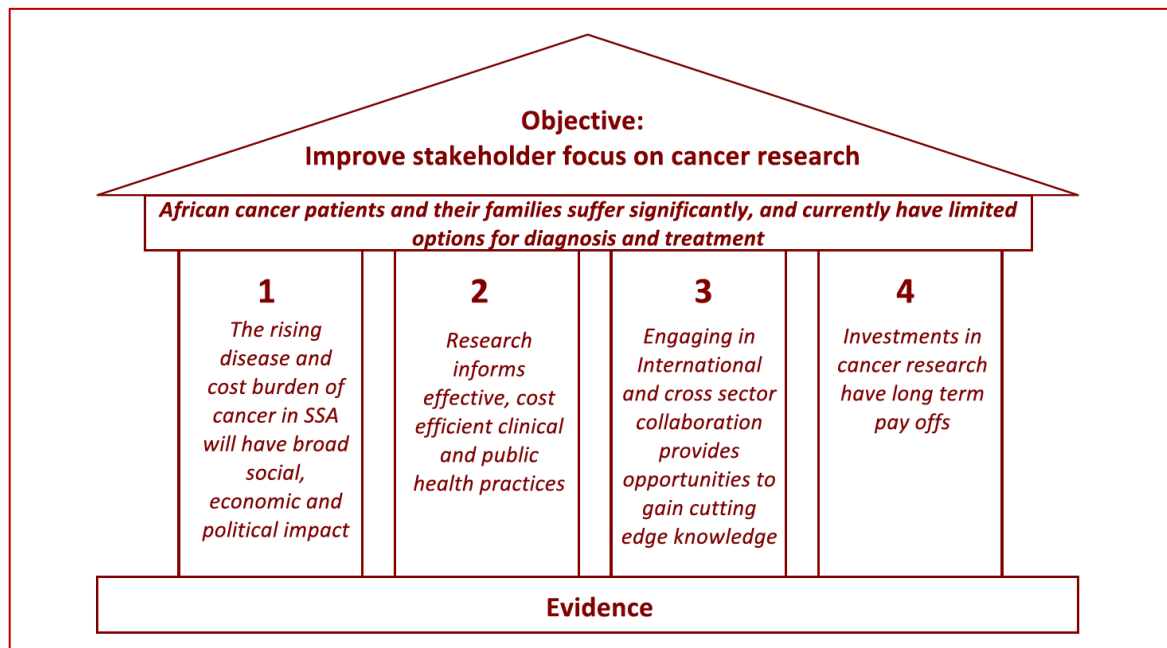 Objective:
Improve stakeholder focus on cancer research
African cancer patients and their families suffer significantly, and currently have limited
options for diagnosis and treatment
1
The rising
disease and
cost burden of
cancer in SSA
will have broad
social,
economic and
political impact
2
Research
informs
effective, cost
efficient clinical
and public
health practices
3
Engaging in
International
and cross sector
collaboration
provides
opportunities to
gain cutting
edge knowledge
4
Investments in
cancer research
have long term
pay offs
Evidence